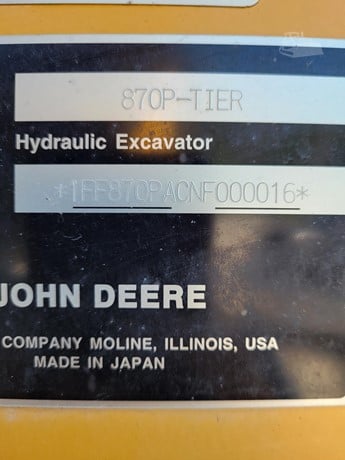 870P-TIER
Hydraulic Excavator
*1FF870PACNF000016*
JOHN DEERE
COMPANY MOLINE, ILLINOIS, USA
MADE IN JAPAN